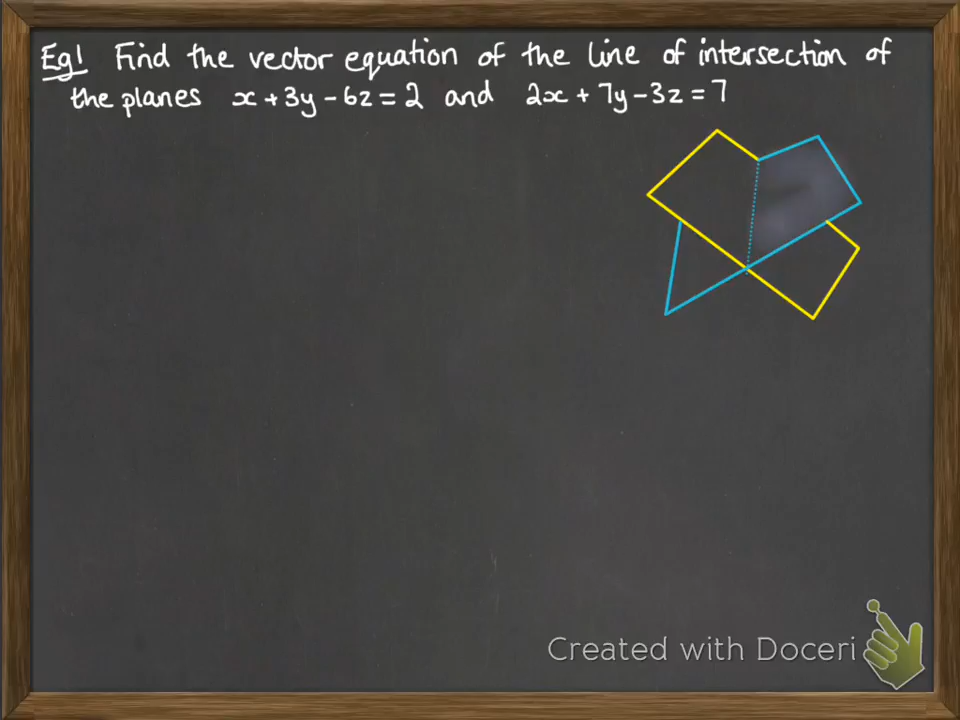 Eg1 Find the vector equation of the line of intersection of
the planes x + 3y - 6z = 2 and 2x + 7y - 3z = 7
Created with Doceri